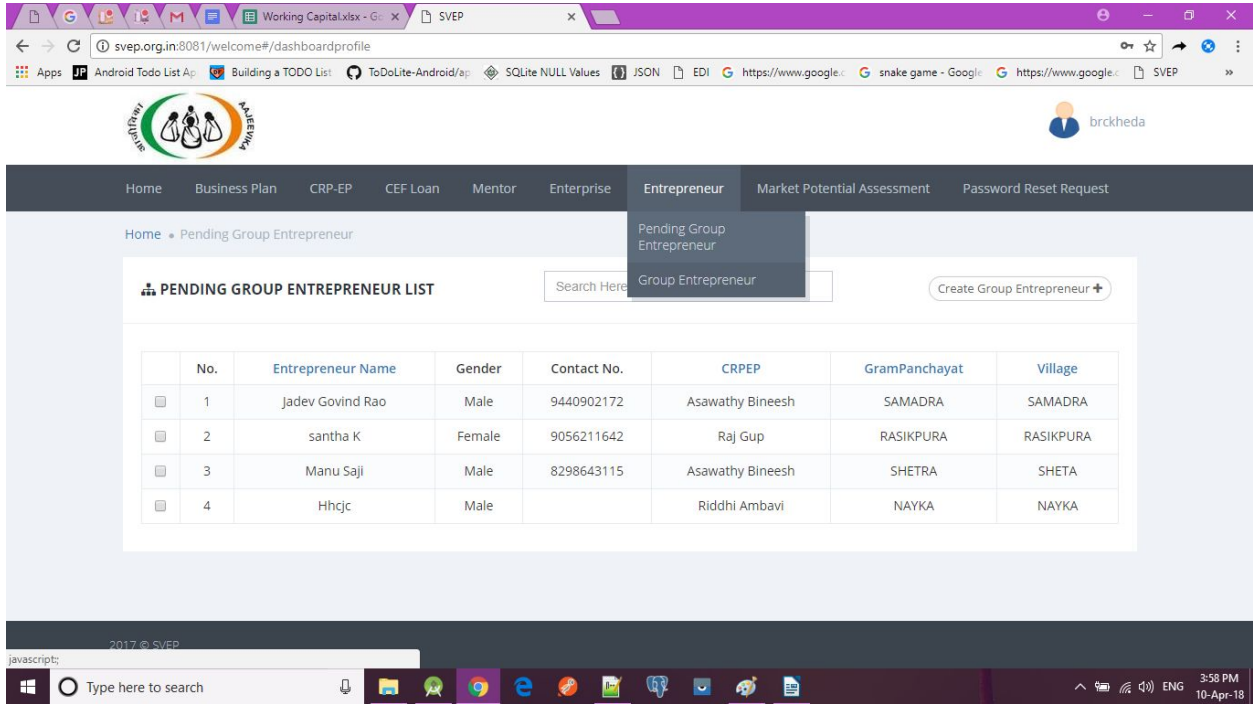 Working Capital.xlsx - Go
SVEP
svep.org.in:8081/welcome#/dashboardprofile
Apps
JP Android Todo List Ap
Building a TODO List
ToDoLite-Android/ap
SQLite NULL Values
JSON
EDI
https://www.google.c
snake game - Google
https://www.google.c
SVEP
»
आजीविका
AAJEEVIKA
brckheda
Home Business Plan CRP-EP CEF Loan Mentor Enterprise Entrepreneur Market Potential Assessment Password Reset Request
Home • Pending Group Entrepreneur
Pending Group
Entrepreneur
Group Entrepreneur
PENDING GROUP ENTREPRENEUR LIST
Search Here
Create Group Entrepreneur +
No. Entrepreneur Name Gender Contact No. CRPEP GramPanchayat Village
1 Jadev Govind Rao Male 9440902172 Asawathy Bineesh SAMADRA SAMADRA
2 santha K Female 9056211642 Raj Gup RASIKPURA RASIKPURA
3 Manu Saji Male 8298643115 Asawathy Bineesh SHETRA SHETA
4 Hhcjc Male Riddhi Ambavi NAYKA NAYKA
2017 © SVEP
javascript:;
Type here to search
ENG
3:58 PM
10-Apr-18